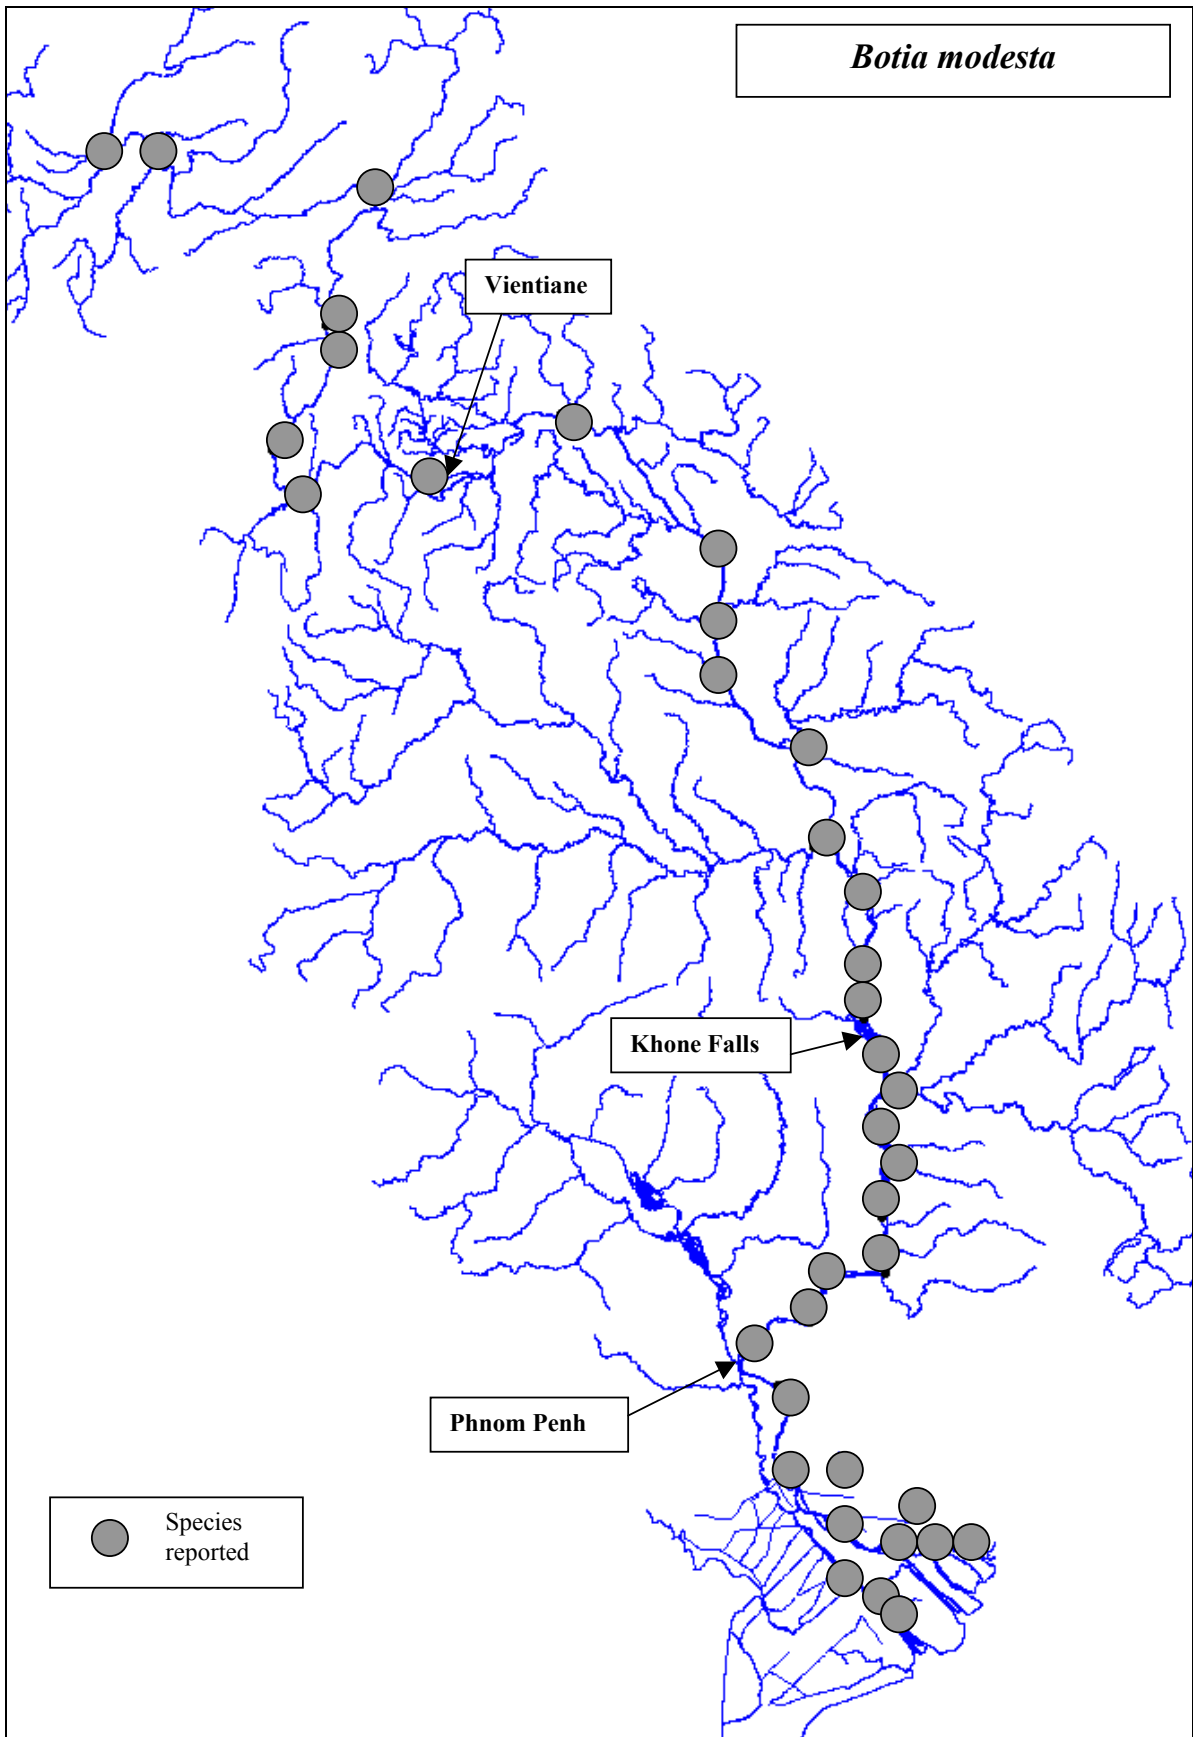 Botia modesta
Vientiane
Khone Falls
Phnom Penh
Species
reported